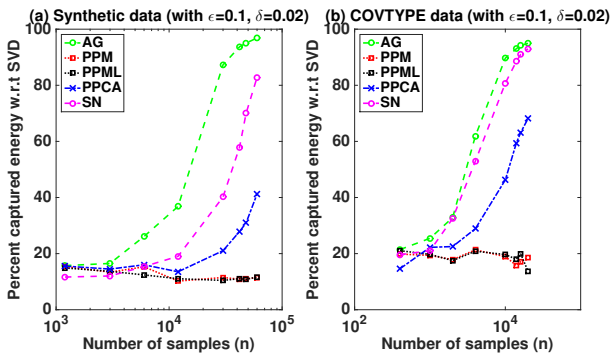 (a) Synthetic data (with ϵ=0.1, δ=0.02)
Percent captured energy w.r.t SVD
100
80
60
40
20
0
AG
PPM
PPML
PPCA
SN
10^3
10^4
10^5
Number of samples (n)
(b) COVTYPE data (with ϵ=0.1, δ=0.02)
Percent captured energy w.r.t SVD
100
80
60
40
20
0
AG
PPM
PPML
PPCA
SN
10^4
Number of samples (n)